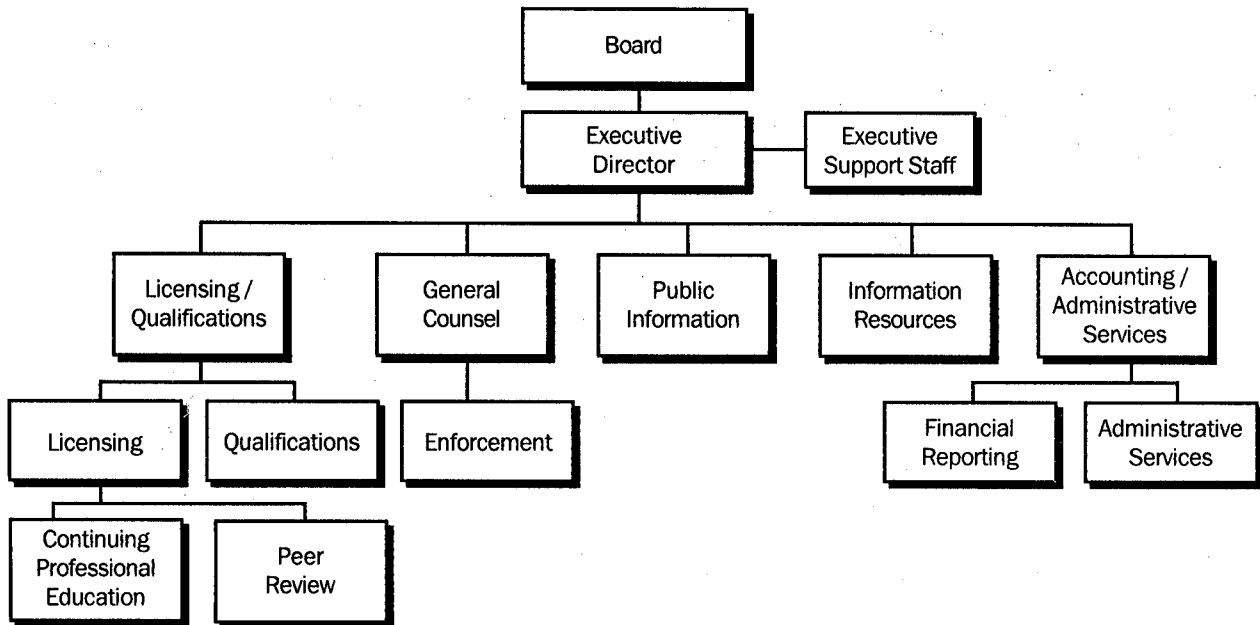 Board
Executive
Director
Executive
Support Staff
Licensing /
Qualifications
General
Counsel
Public
Information
Information
Resources
Accounting /
Administrative
Services
Licensing
Qualifications
Enforcement
Financial
Reporting
Administrative
Services
Continuing
Professional
Education
Peer
Review